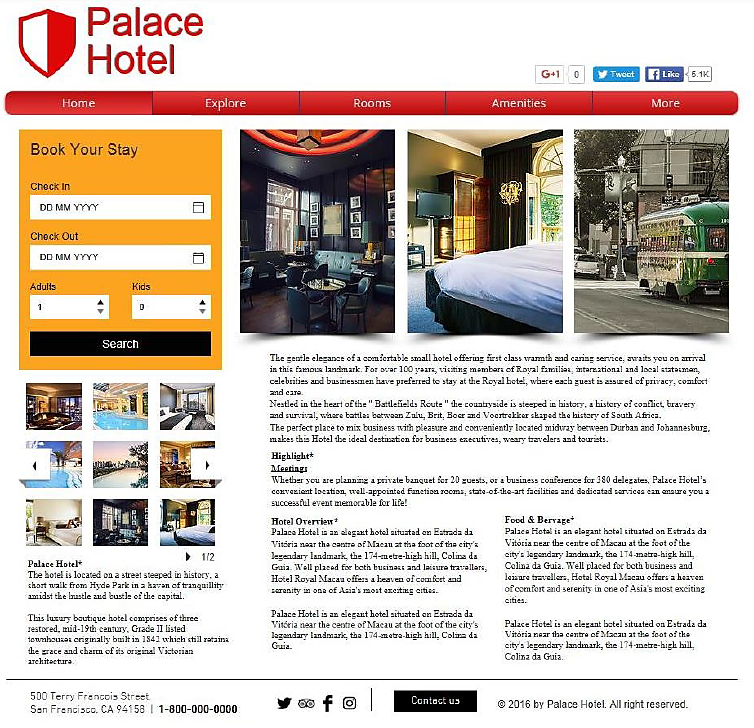 Palace
Hotel
G+1
0
Tweet
Like
5.1K
Home
Explore
Rooms
Amenities
More
Book Your Stay
Check In
DD MM YYYY
Check Out
DD MM YYYY
Adults
Kids
1
0
Search
1/2
Palace Hotel*
The hotel is located on a street steeped in history, a
short walk from Hyde Park in a haven of tranquillity
amidst the hustle and bustle of the capital.
This luxury boutique hotel comprises of three
restored, mid-19th century, Grade II listed
townhouses originally built in 1842 which still retains
the grace and charm of its original Victorian
architecture.
The gentle elegance of a comfortable small hotel offering first class warmth and caring service, awaits you on arrival
in this famous landmark. For over 100 years, visiting members of Royal families, international and local statesmen,
celebrities and businessmen have preferred to stay at the Royal hotel, where each guest is assured of privacy, comfort
and care.
Nestled in the heart of the " Battlefields Route " the countryside is steeped in history, a history of conflict, bravery
and survival, where battles between Zulu, Brit, Boer and Voortrekker shaped the history of South Africa.
The perfect place to mix business with pleasure and conveniently located midway between Durban and Johannesburg,
makes this Hotel the ideal destination for business executives, weary travelers and tourists.
Highlight*
Meetings
Whether you are planning a private banquet for 20 guests, or a business conference for 380 delegates, Palace Hotel's
convenient location, well-appointed function rooms, state-of-the-art facilities and dedicated services can ensure you a
successful event memorable for life!
Hotel Overview*
Palace Hotel is an elegant hotel situated on Estrada da
Vitória near the centre of Macau at the foot of the city's
legendary landmark, the 174-metre-high hill, Colina da
Guia. Well placed for both business and leisure travellers,
Hotel Royal Macau offers a heaven of comfort and
serenity in one of Asia's most exciting cities.
Palace Hotel is an elegant hotel situated on Estrada da
Vitória near the centre of Macau at the foot of the city's
legendary landmark, the 174-metre-high hill, Colina da
Guia.
Food & Bervage*
Palace Hotel is an elegant hotel situated on Estrada da
Vitória near the centre of Macau at the foot of the
city's legendary landmark, the 174-metre-high hill,
Colina da Guia. Well placed for both business and
leisure travellers, Hotel Royal Macau offers a heaven
of comfort and serenity in one of Asia's most exciting
cities.
Palace Hotel is an elegant hotel situated on Estrada da
Vitória near the centre of Macau at the foot of the
city's legendary landmark, the 174-metre-high hill,
Colina da Guia.
500 Terry Francois Street.
San Francisco, CA 94158 | 1-800-000-0000
Contact us
© 2016 by Palace Hotel. All right reserved.